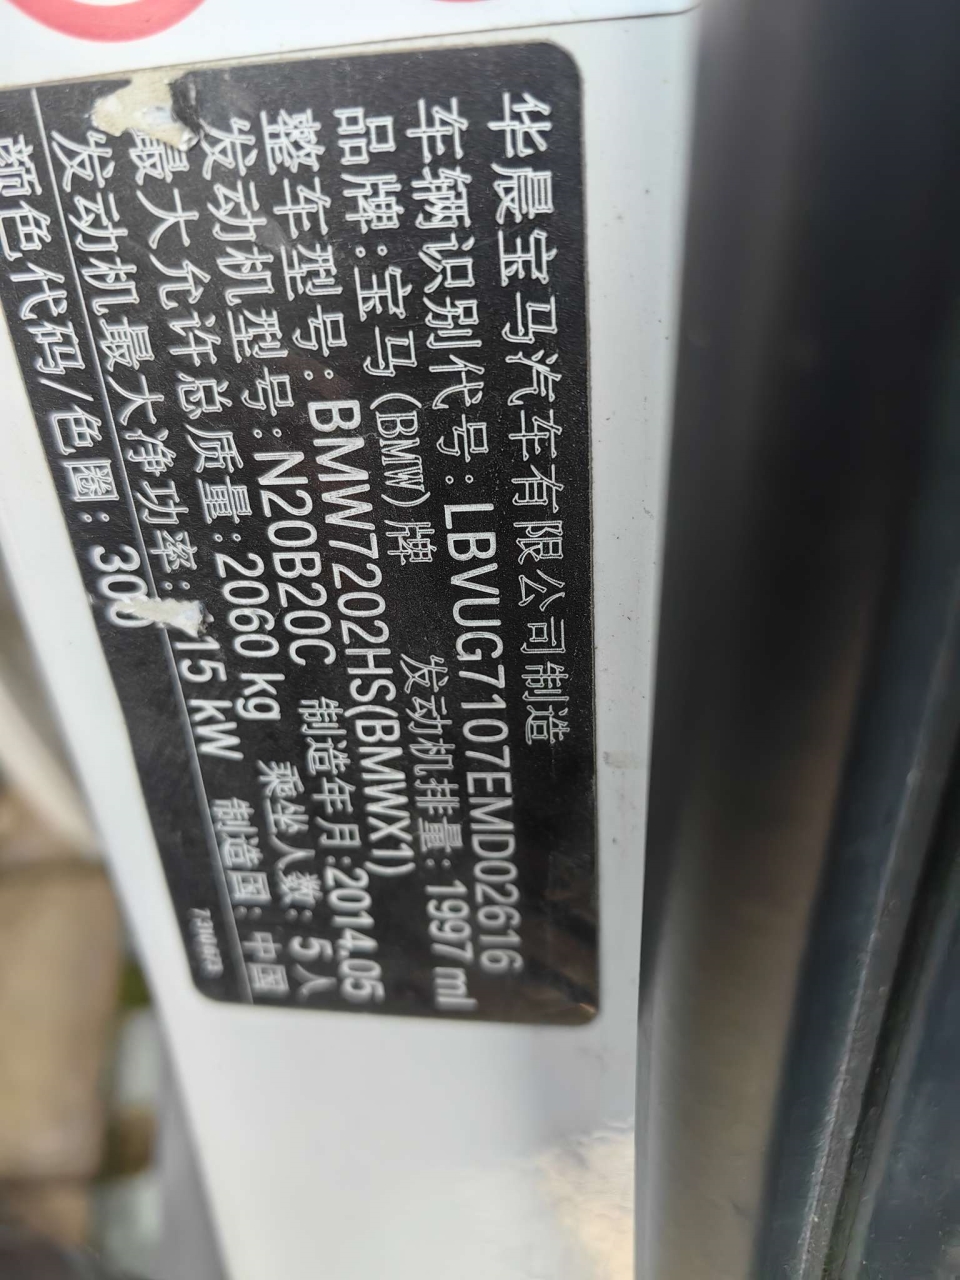 华晨宝马汽车有限公司制造
车辆识别代号:LBVUG7107EMD02616
品牌:宝马(BMW)牌 发动机排量:1997 ml
整车型号:BMW7202HS(BMWX1)
发动机型号:N20B20C 制造年月:2014.05
最大允许总质量:2060 kg 乘坐人数:5人
发动机最大净功率: 15 kW 制造国:中国
颜色代码/色圈:300